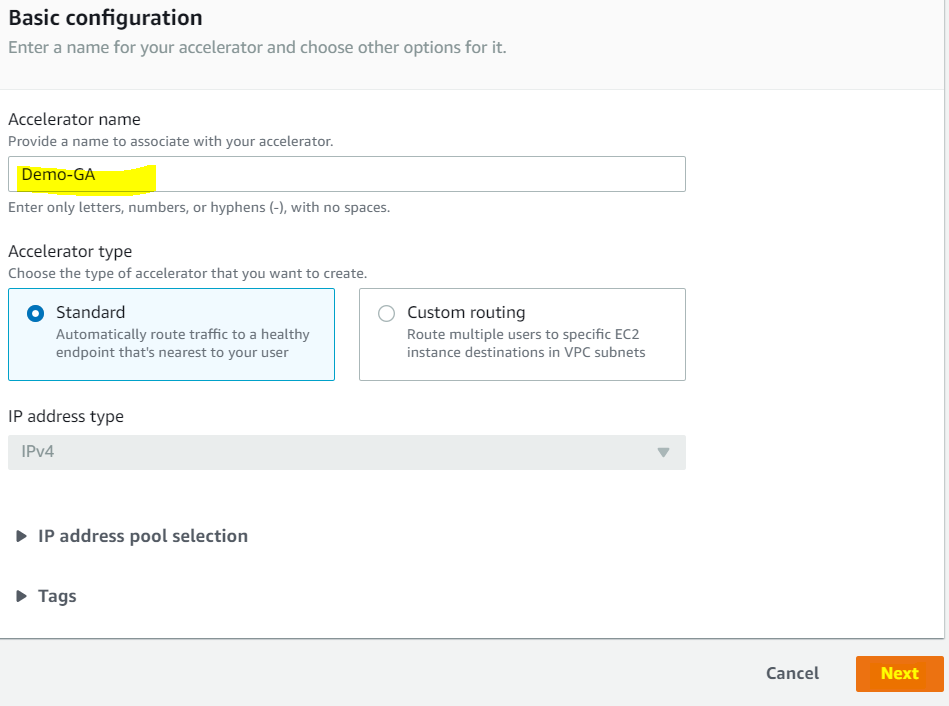 Basic configuration
Enter a name for your accelerator and choose other options for it.
Accelerator name
Provide a name to associate with your accelerator.
Demo-GA
Enter only letters, numbers, or hyphens (-), with no spaces.
Accelerator type
Choose the type of accelerator that you want to create.
Standard
Automatically route traffic to a healthy
endpoint that's nearest to your user
Custom routing
Route multiple users to specific EC2
instance destinations in VPC subnets
IP address type
IPv4
IP address pool selection
Tags
Cancel
Next